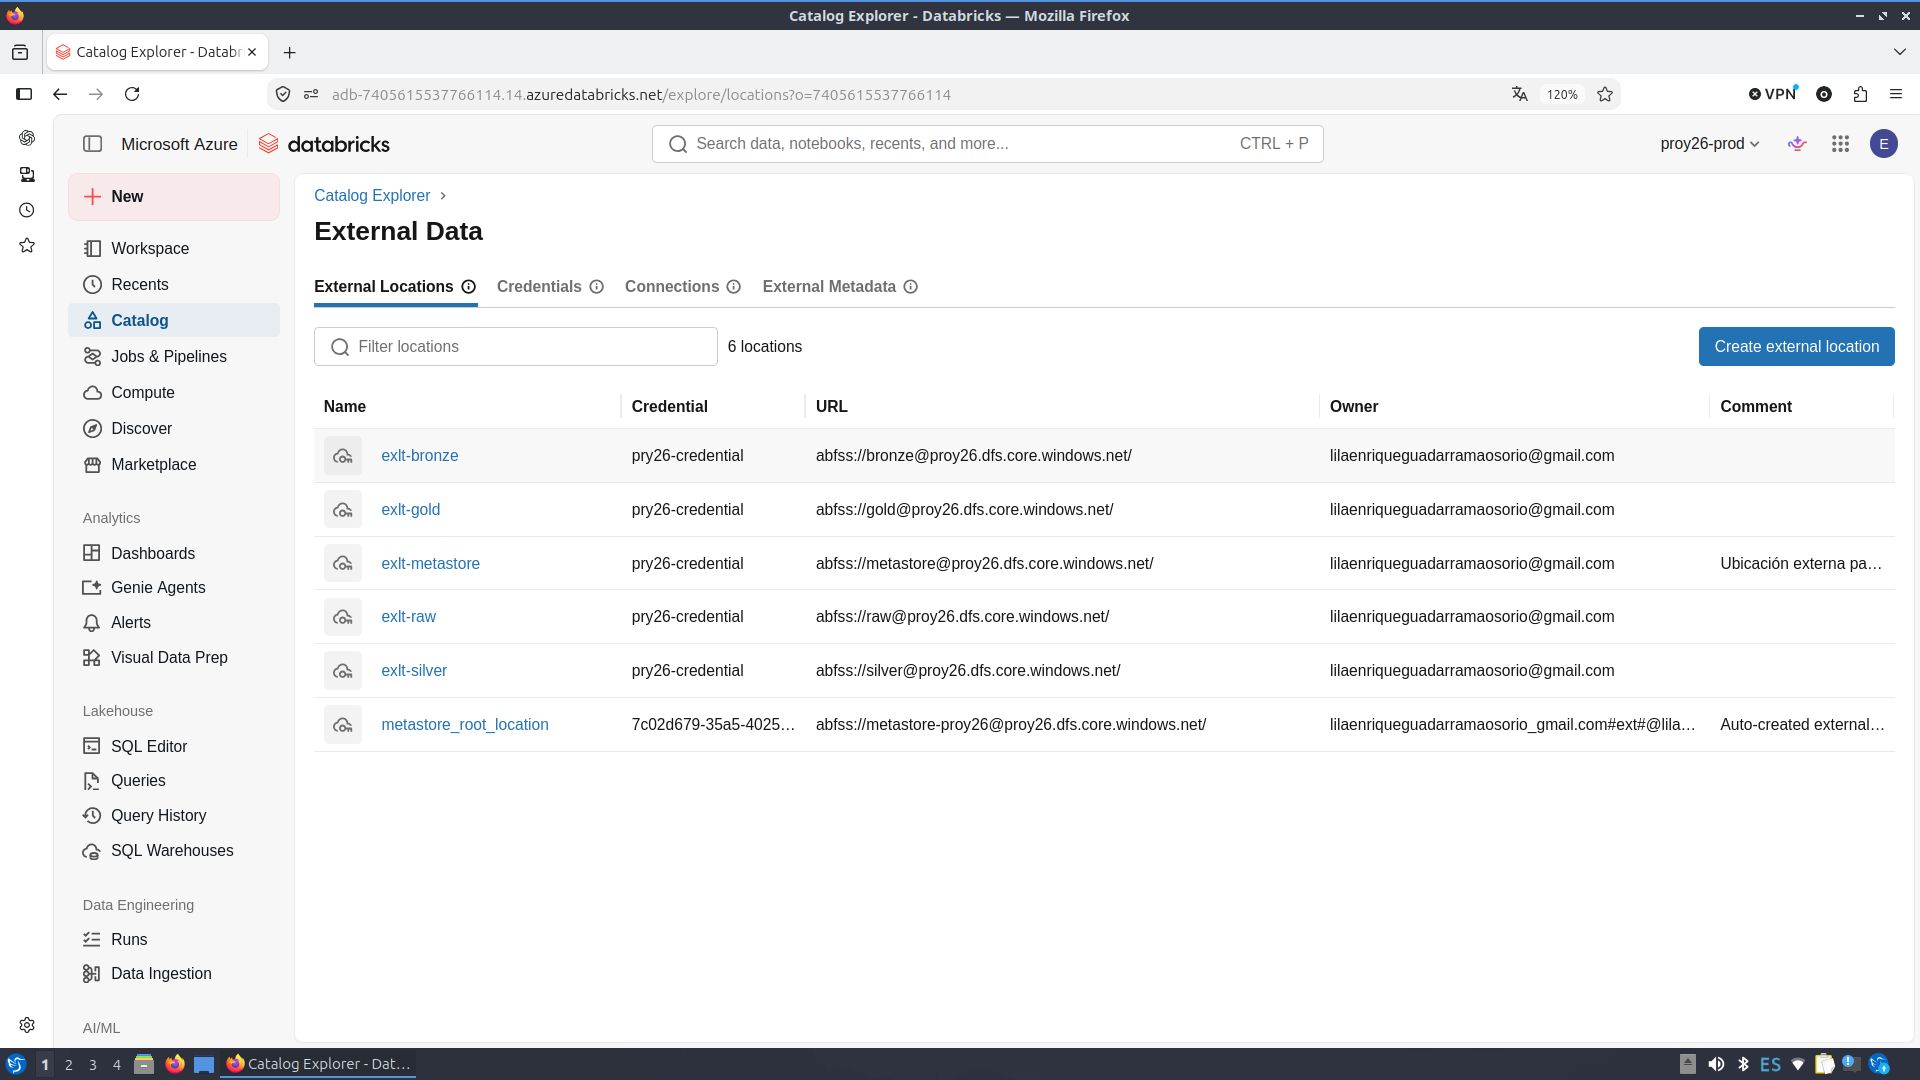 Catalog Explorer - Databricks — Mozilla Firefox
Catalog Explorer - Databr
adb-7405615537766114.14.azuredatabricks.net/explore/locations?o=7405615537766114
120%
VPN
Microsoft Azure
databricks
Search data, notebooks, recents, and more...
CTRL + P
proy26-prod
E
New
Workspace
Recents
Catalog
Jobs & Pipelines
Compute
Discover
Marketplace
Analytics
Dashboards
Genie Agents
Alerts
Visual Data Prep
Lakehouse
SQL Editor
Queries
Query History
SQL Warehouses
Data Engineering
Runs
Data Ingestion
AI/ML
Catalog Explorer ›
External Data
External Locations
Credentials
Connections
External Metadata
Filter locations
6 locations
Create external location
Name Credential URL Owner Comment
exlt-bronze pry26-credential abfss://bronze@proy26.dfs.core.windows.net/ lilaenriqueguadarramaosorio@gmail.com
exlt-gold pry26-credential abfss://gold@proy26.dfs.core.windows.net/ lilaenriqueguadarramaosorio@gmail.com
exlt-metastore pry26-credential abfss://metastore@proy26.dfs.core.windows.net/ lilaenriqueguadarramaosorio@gmail.com Ubicación externa pa…
exlt-raw pry26-credential abfss://raw@proy26.dfs.core.windows.net/ lilaenriqueguadarramaosorio@gmail.com
exlt-silver pry26-credential abfss://silver@proy26.dfs.core.windows.net/ lilaenriqueguadarramaosorio@gmail.com
metastore_root_location 7c02d679-35a5-4025… abfss://metastore-proy26@proy26.dfs.core.windows.net/ lilaenriqueguadarramaosorio_gmail.com#ext#@lila… Auto-created external…
1 2 3 4
Catalog Explorer - Dat…
ES